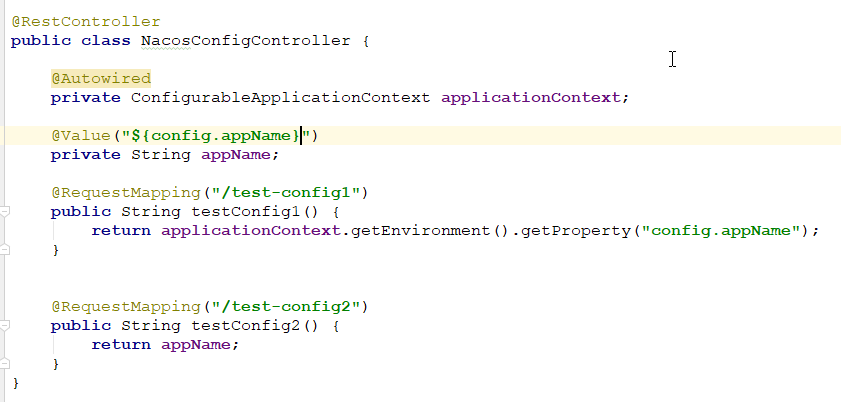 @RestController
public class NacosConfigController {
@Autowired
private ConfigurableApplicationContext applicationContext;
@Value("${config.appName}")
private String appName;
@RequestMapping("/test-config1")
public String testConfig1() {
return applicationContext.getEnvironment().getProperty("config.appName");
}
@RequestMapping("/test-config2")
public String testConfig2() {
return appName;
}
}